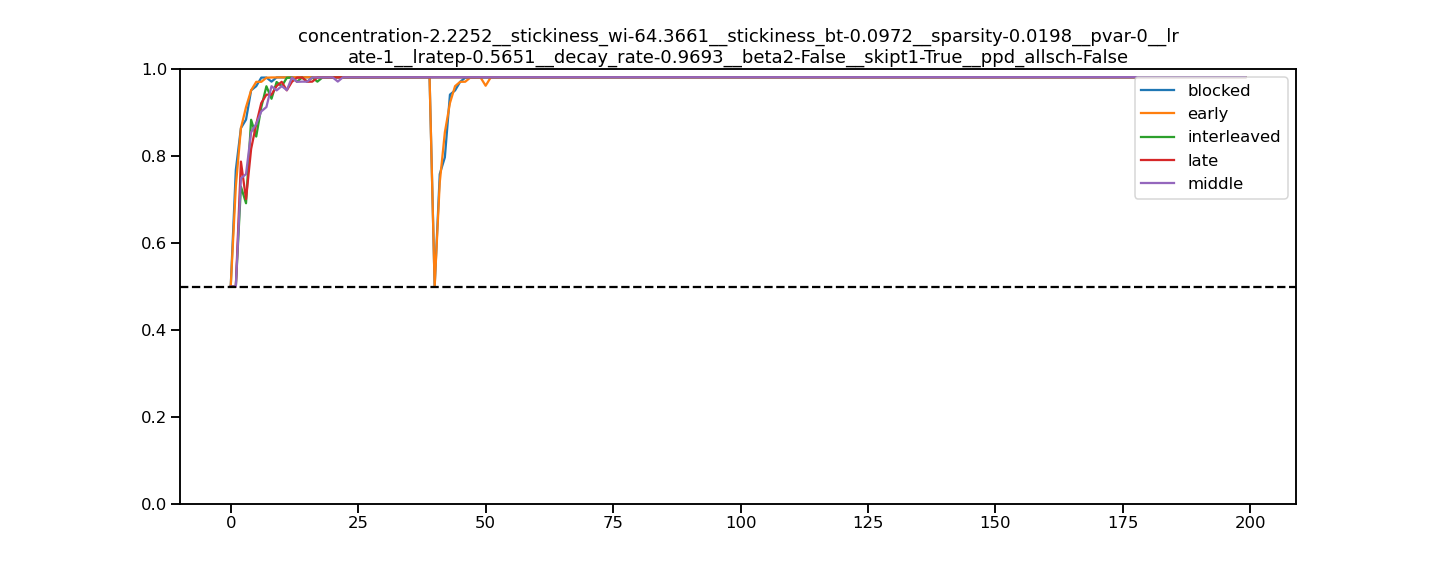 concentration-2.2252__stickiness_wi-64.3661__stickiness_bt-0.0972__sparsity-0.0198__pvar-0__lr
ate-1__lratep-0.5651__decay_rate-0.9693__beta2-False__skipt1-True__ppd_allsch-False
1.0
0.8
0.6
0.4
0.2
0.0
blocked
early
interleaved
late
middle
0 25 50 75 100 125 150 175 200